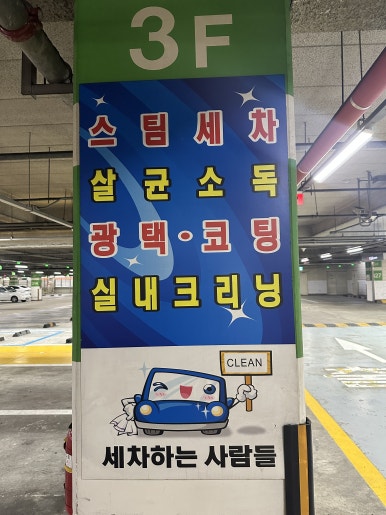 3F
스팀세차
살균소독
광택·코팅
실내크리닝
CLEAN
세차하는 사람들